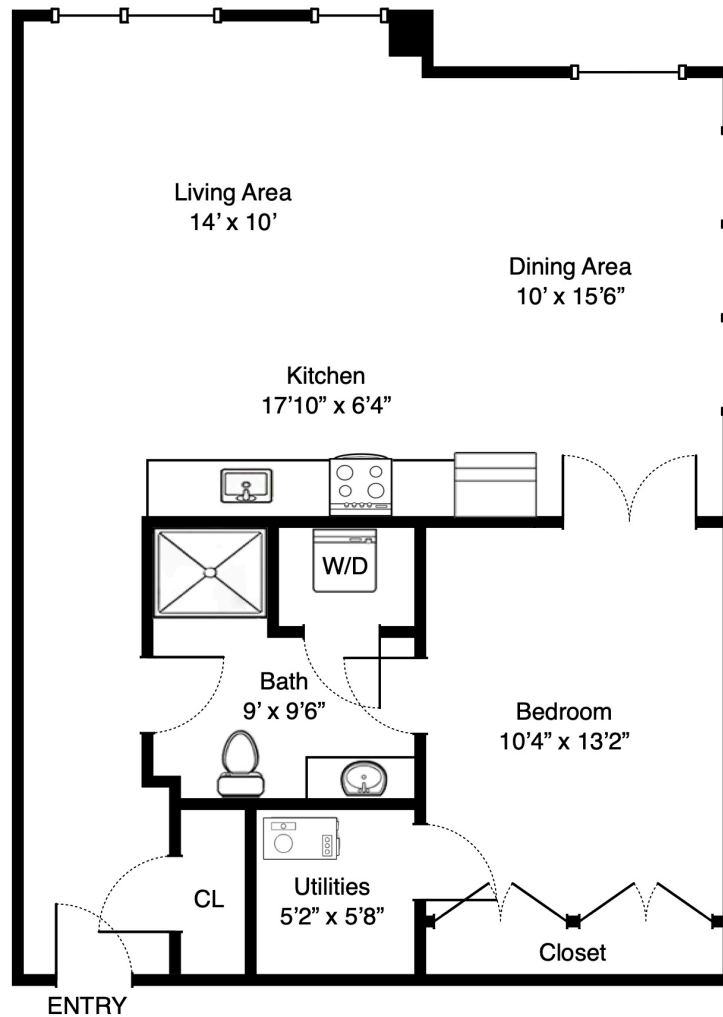 Living Area
14’ x 10’
Dining Area
10’ x 15’6”
Kitchen
17’10” x 6’4”
W/D
Bath
9’ x 9’6”
Bedroom
10’4” x 13’2”
CL
Utilities
5’2” x 5’8”
Closet
ENTRY